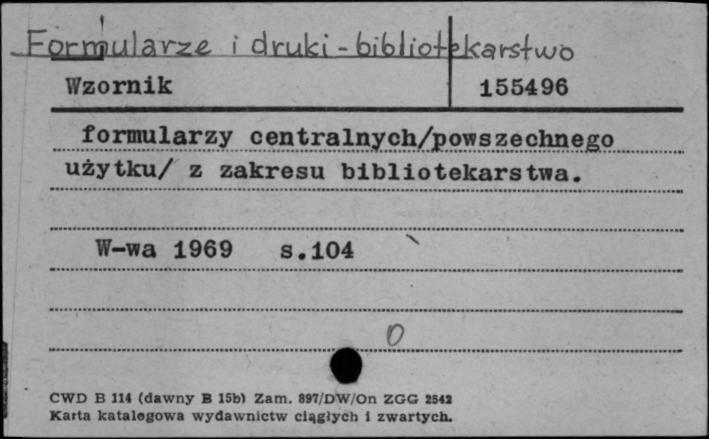 Formularze i druki - bibliotekarstwo
Wzornik 155496
formularzy centralnych/powszechnego
użytku/ z zakresu bibliotekarstwa.
W-wa 1969 s.104
0
CWD B 114 (dawny B 15b) Zam. 897/DW/On ZGG 2542
Karta katalogowa wydawnictw ciągłych i zwartych.